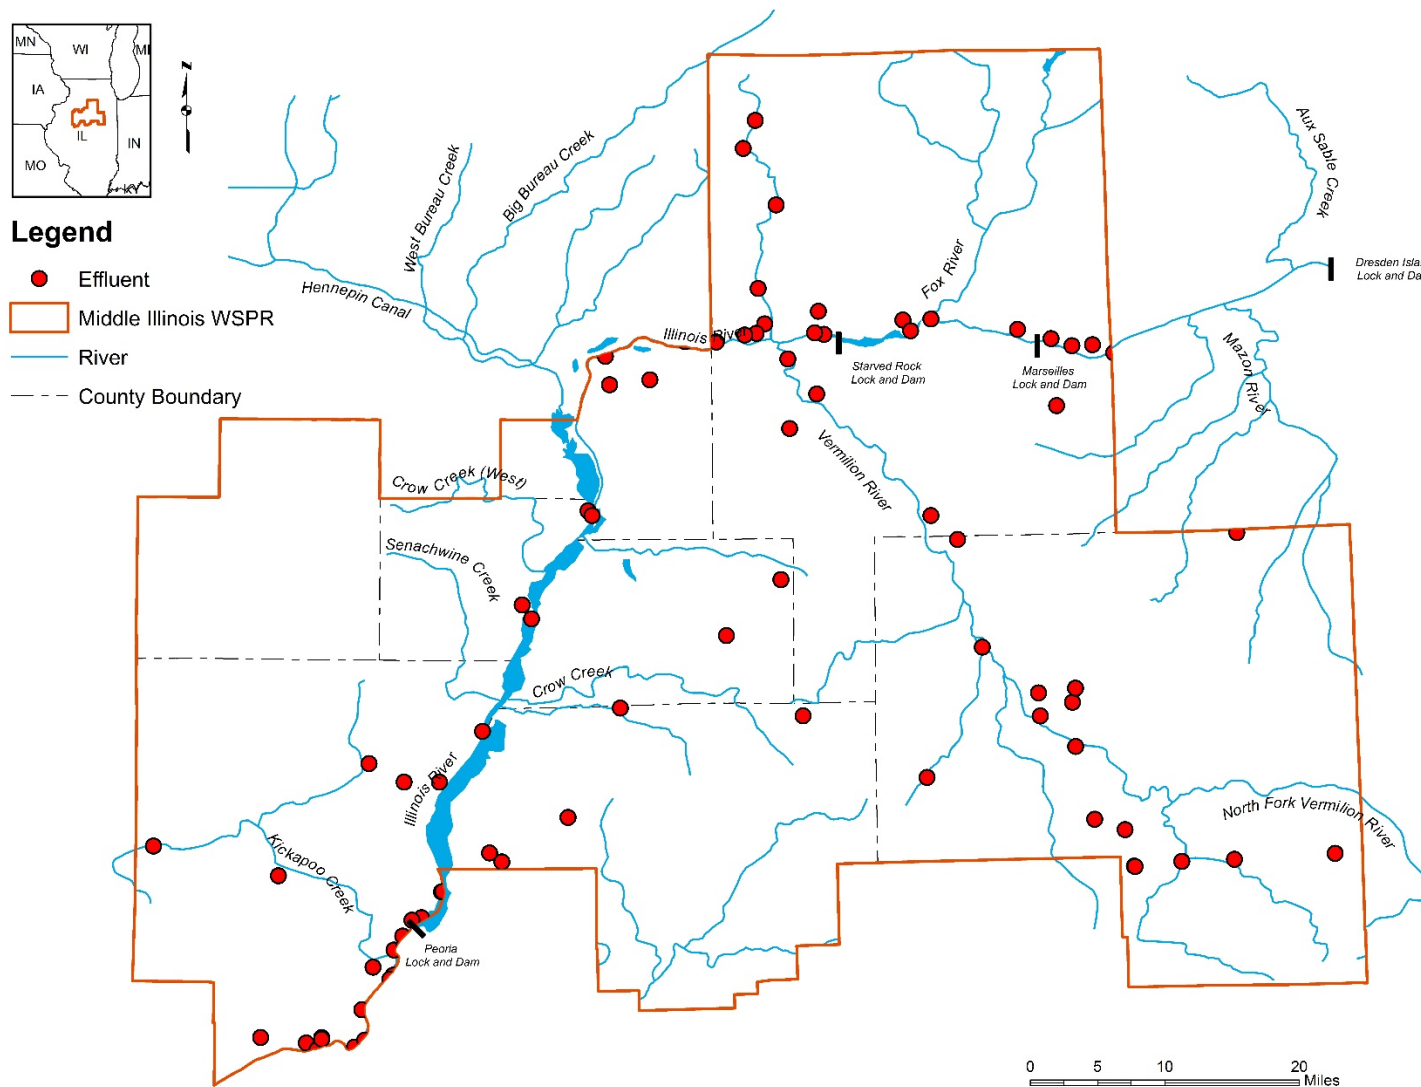 MN
WI
MI
IA
IL
IN
MO
KY
N
Legend
Effluent
Middle Illinois WSPR
River
County Boundary
West Bureau Creek
Big Bureau Creek
Hennepin Canal
Aux Sable Creek
Dresden Isla
Lock and Da
Fox River
Illinois River
Starved Rock
Lock and Dam
Marseilles
Lock and Dam
Mazon River
Vermilion River
Crow Creek (West)
Senachwine Creek
Crow Creek
Illinois River
Kickapoo Creek
North Fork Vermilion River
Peoria
Lock and Dam
0 5 10 20
Miles